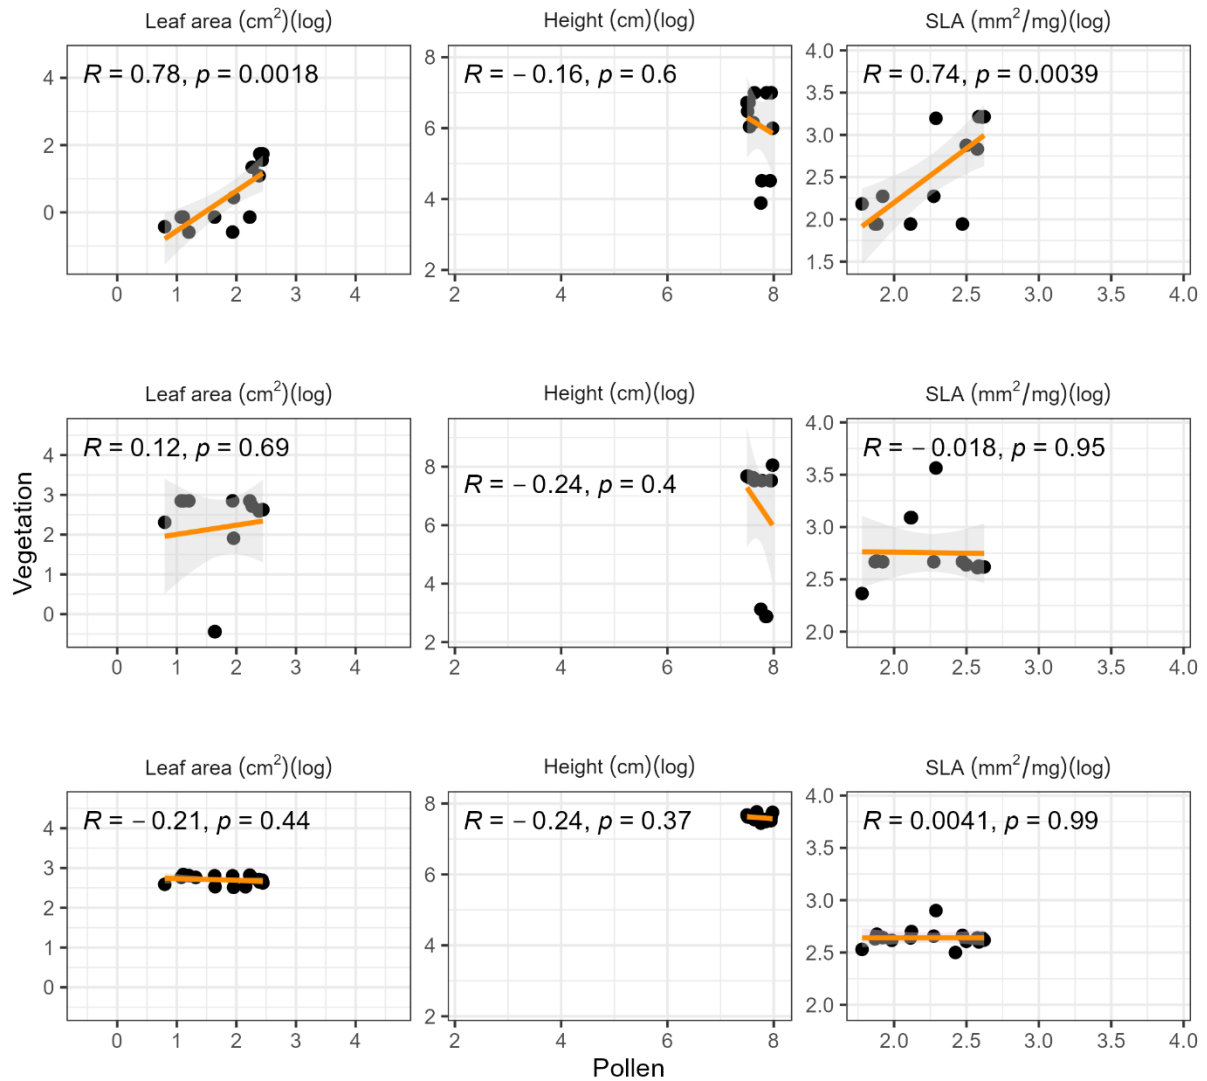 Leaf area (cm²)(log) Height (cm)(log) SLA (mm²/mg)(log)
R = 0.78, p = 0.0018 R = − 0.16, p = 0.6 R = 0.74, p = 0.0039
4 2 0
8 6 4 2
4.0 3.5 3.0 2.5 2.0 1.5
0 1 2 3 4 2 4 6 8 2.0 2.5 3.0 3.5 4.0
Leaf area (cm²)(log) Height (cm)(log) SLA (mm²/mg)(log)
R = 0.12, p = 0.69 R = − 0.24, p = 0.4 R = − 0.018, p = 0.95
Vegetation
4 3 2 1 0
8 6 4 2
4.0 3.5 3.0 2.5 2.0
0 1 2 3 4 2 4 6 8 2.0 2.5 3.0 3.5 4.0
Leaf area (cm²)(log) Height (cm)(log) SLA (mm²/mg)(log)
R = − 0.21, p = 0.44 R = − 0.24, p = 0.37 R = 0.0041, p = 0.99
4 3 2 1 0
8 6 4 2
4.0 3.5 3.0 2.5 2.0
0 1 2 3 4 2 4 6 8 2.0 2.5 3.0 3.5 4.0
Pollen